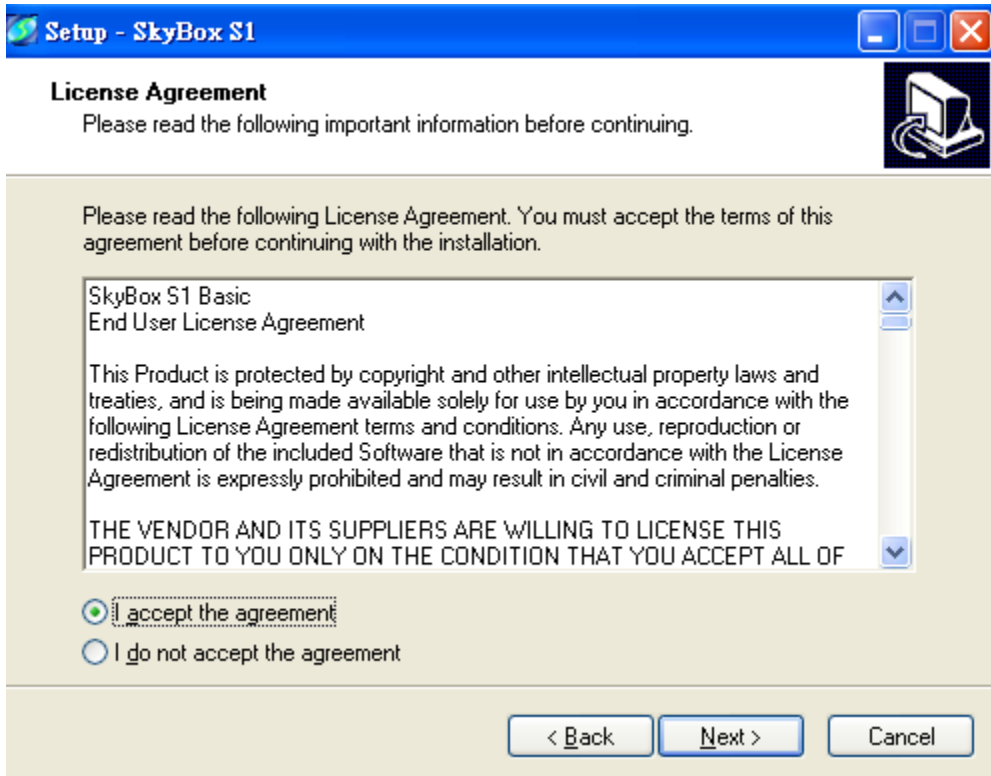 Setup - SkyBox S1
License Agreement
Please read the following important information before continuing.
Please read the following License Agreement. You must accept the terms of this
agreement before continuing with the installation.
SkyBox S1 Basic
End User License Agreement
This Product is protected by copyright and other intellectual property laws and
treaties, and is being made available solely for use by you in accordance with the
following License Agreement terms and conditions. Any use, reproduction or
redistribution of the included Software that is not in accordance with the License
Agreement is expressly prohibited and may result in civil and criminal penalties.
THE VENDOR AND ITS SUPPLIERS ARE WILLING TO LICENSE THIS
PRODUCT TO YOU ONLY ON THE CONDITION THAT YOU ACCEPT ALL OF
I accept the agreement
I do not accept the agreement
< Back Next > Cancel